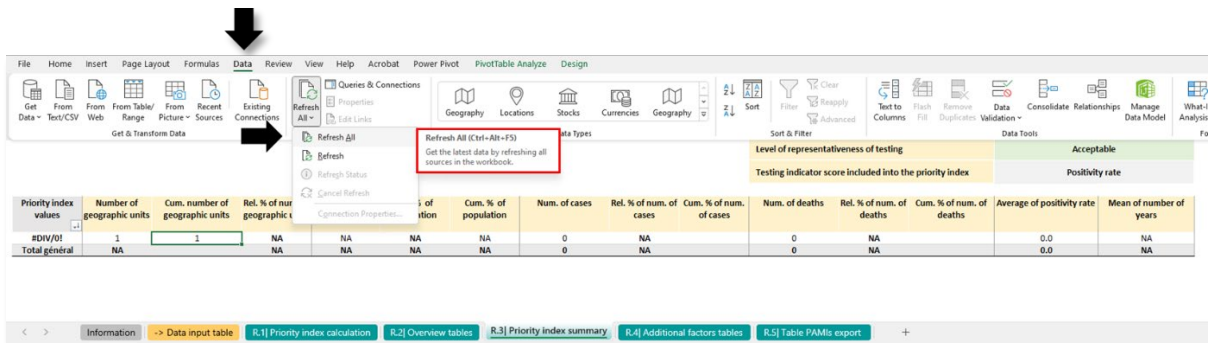 File Home Insert Page Layout Formulas Data Review View Help Acrobat Power Pivot PivotTable Analyze Design
Get Data
From Text/CSV
From Web
From Table/ Range
From Picture
Recent Sources
Existing Connections
Get & Transform Data
Refresh All
Queries & Connections
Properties
Edit Links
Geography
Locations
Stocks
Currencies
Geography
Data Types
Sort
Filter
Clear
Reapply
Advanced
Sort & Filter
Text to Columns
Flash Fill
Remove Duplicates
Data Validation
Consolidate
Relationships
Manage Data Model
What-I
Analysis
Data Tools
Fo
Refresh All
Refresh
Refresh Status
Cancel Refresh
Connection Properties...
Refresh All (Ctrl+Alt+F5)
Get the latest data by refreshing all
sources in the workbook.
Level of representativeness of testing Acceptable
Testing indicator score included into the priority index Positivity rate
Priority index values
Number of geographic units
Cum. number of geographic units
Rel. % of num
geographic u
% of
ation
Cum. % of population
Num. of cases
Rel. % of num. of cases
Cum. % of num. of cases
Num. of deaths
Rel. % of num. of deaths
Cum. % of num. of deaths
Average of positivity rate
Mean of number of years
#DIV/0! 1 1 NA NA NA NA 0 NA 0 NA 0.0 NA
Total général NA NA NA NA NA 0 NA 0 NA 0.0 NA
Information -> Data input table R.1| Priority index calculation R.2| Overview tables R.3| Priority index summary R.4| Additional factors tables R.5| Table PAMIs export +